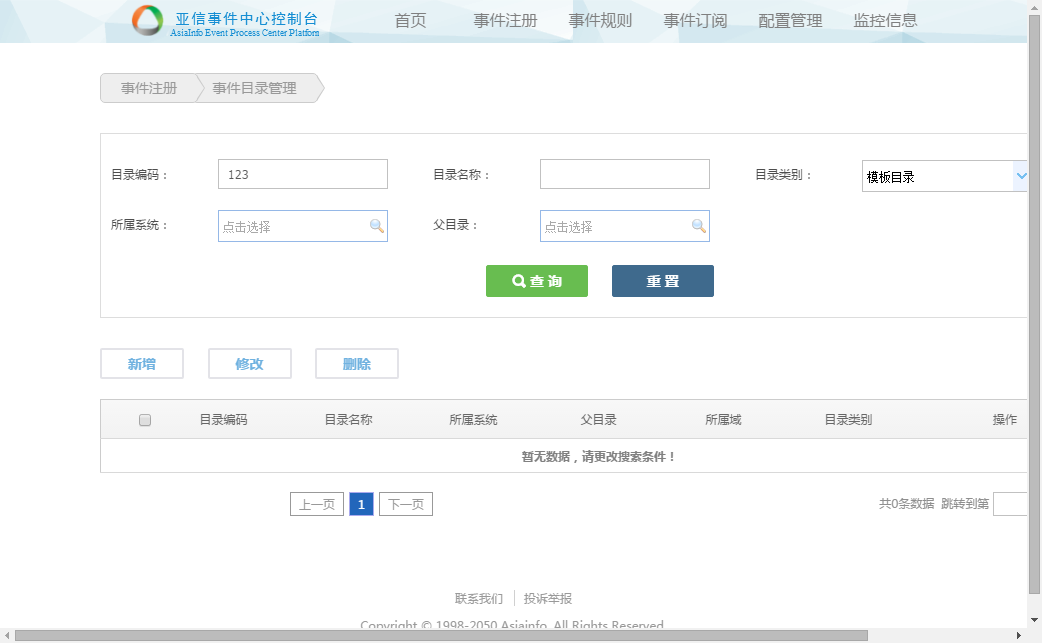 亚信事件中心控制台
AsiaInfo Event Process Center Platform
首页 事件注册 事件规则 事件订阅 配置管理 监控信息
事件注册 事件目录管理
目录编码： 123 目录名称： 目录类别： 模板目录
所属系统： 点击选择 父目录： 点击选择
查 询 重 置
新增 修改 删除
目录编码 目录名称 所属系统 父目录 所属域 目录类别 操作
暂无数据，请更改搜索条件！
上一页 1 下一页 共0条数据 跳转到第
联系我们 投诉举报
Copyright © 1998-2050 Asiainfo. All Rights Reserved